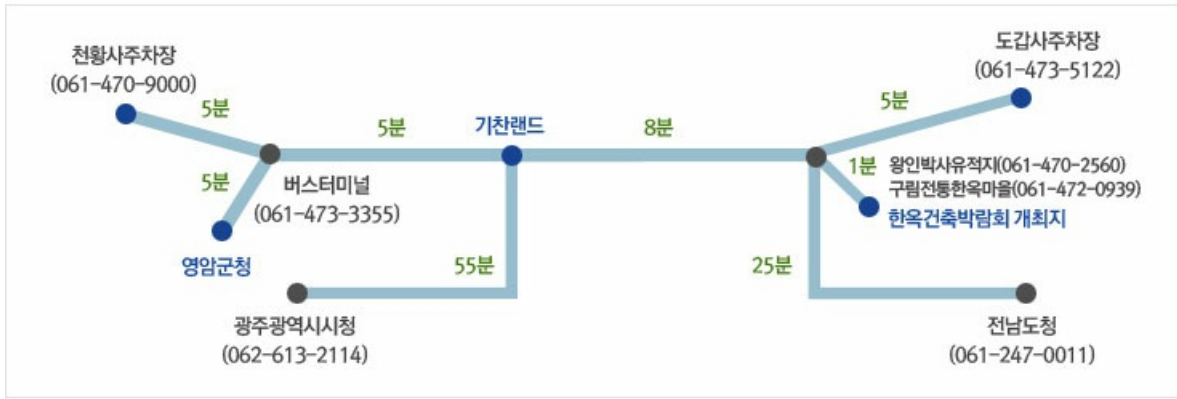 천황사주차장
(061-470-9000)
5분
5분
버스터미널
(061-473-3355)
5분
영암군청
기찬랜드
55분
광주광역시시청
(062-613-2114)
8분
도갑사주차장
(061-473-5122)
5분
1분
왕인박사유적지(061-470-2560)
구림전통한옥마을(061-472-0939)
한옥건축박람회 개최지
25분
전남도청
(061-247-0011)